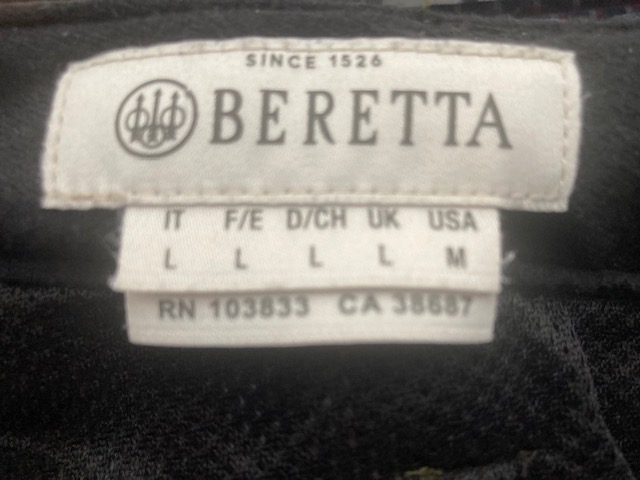 SINCE 1526
BERETTA
IT F/E D/CH UK USA
L L L L M
RN 103833 CA 38687